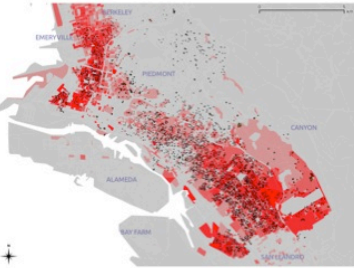 BERKELEY
EMERYVILLE
PIEDMONT
CANYON
ALAMEDA
BAY FARM
SAN LEANDRO